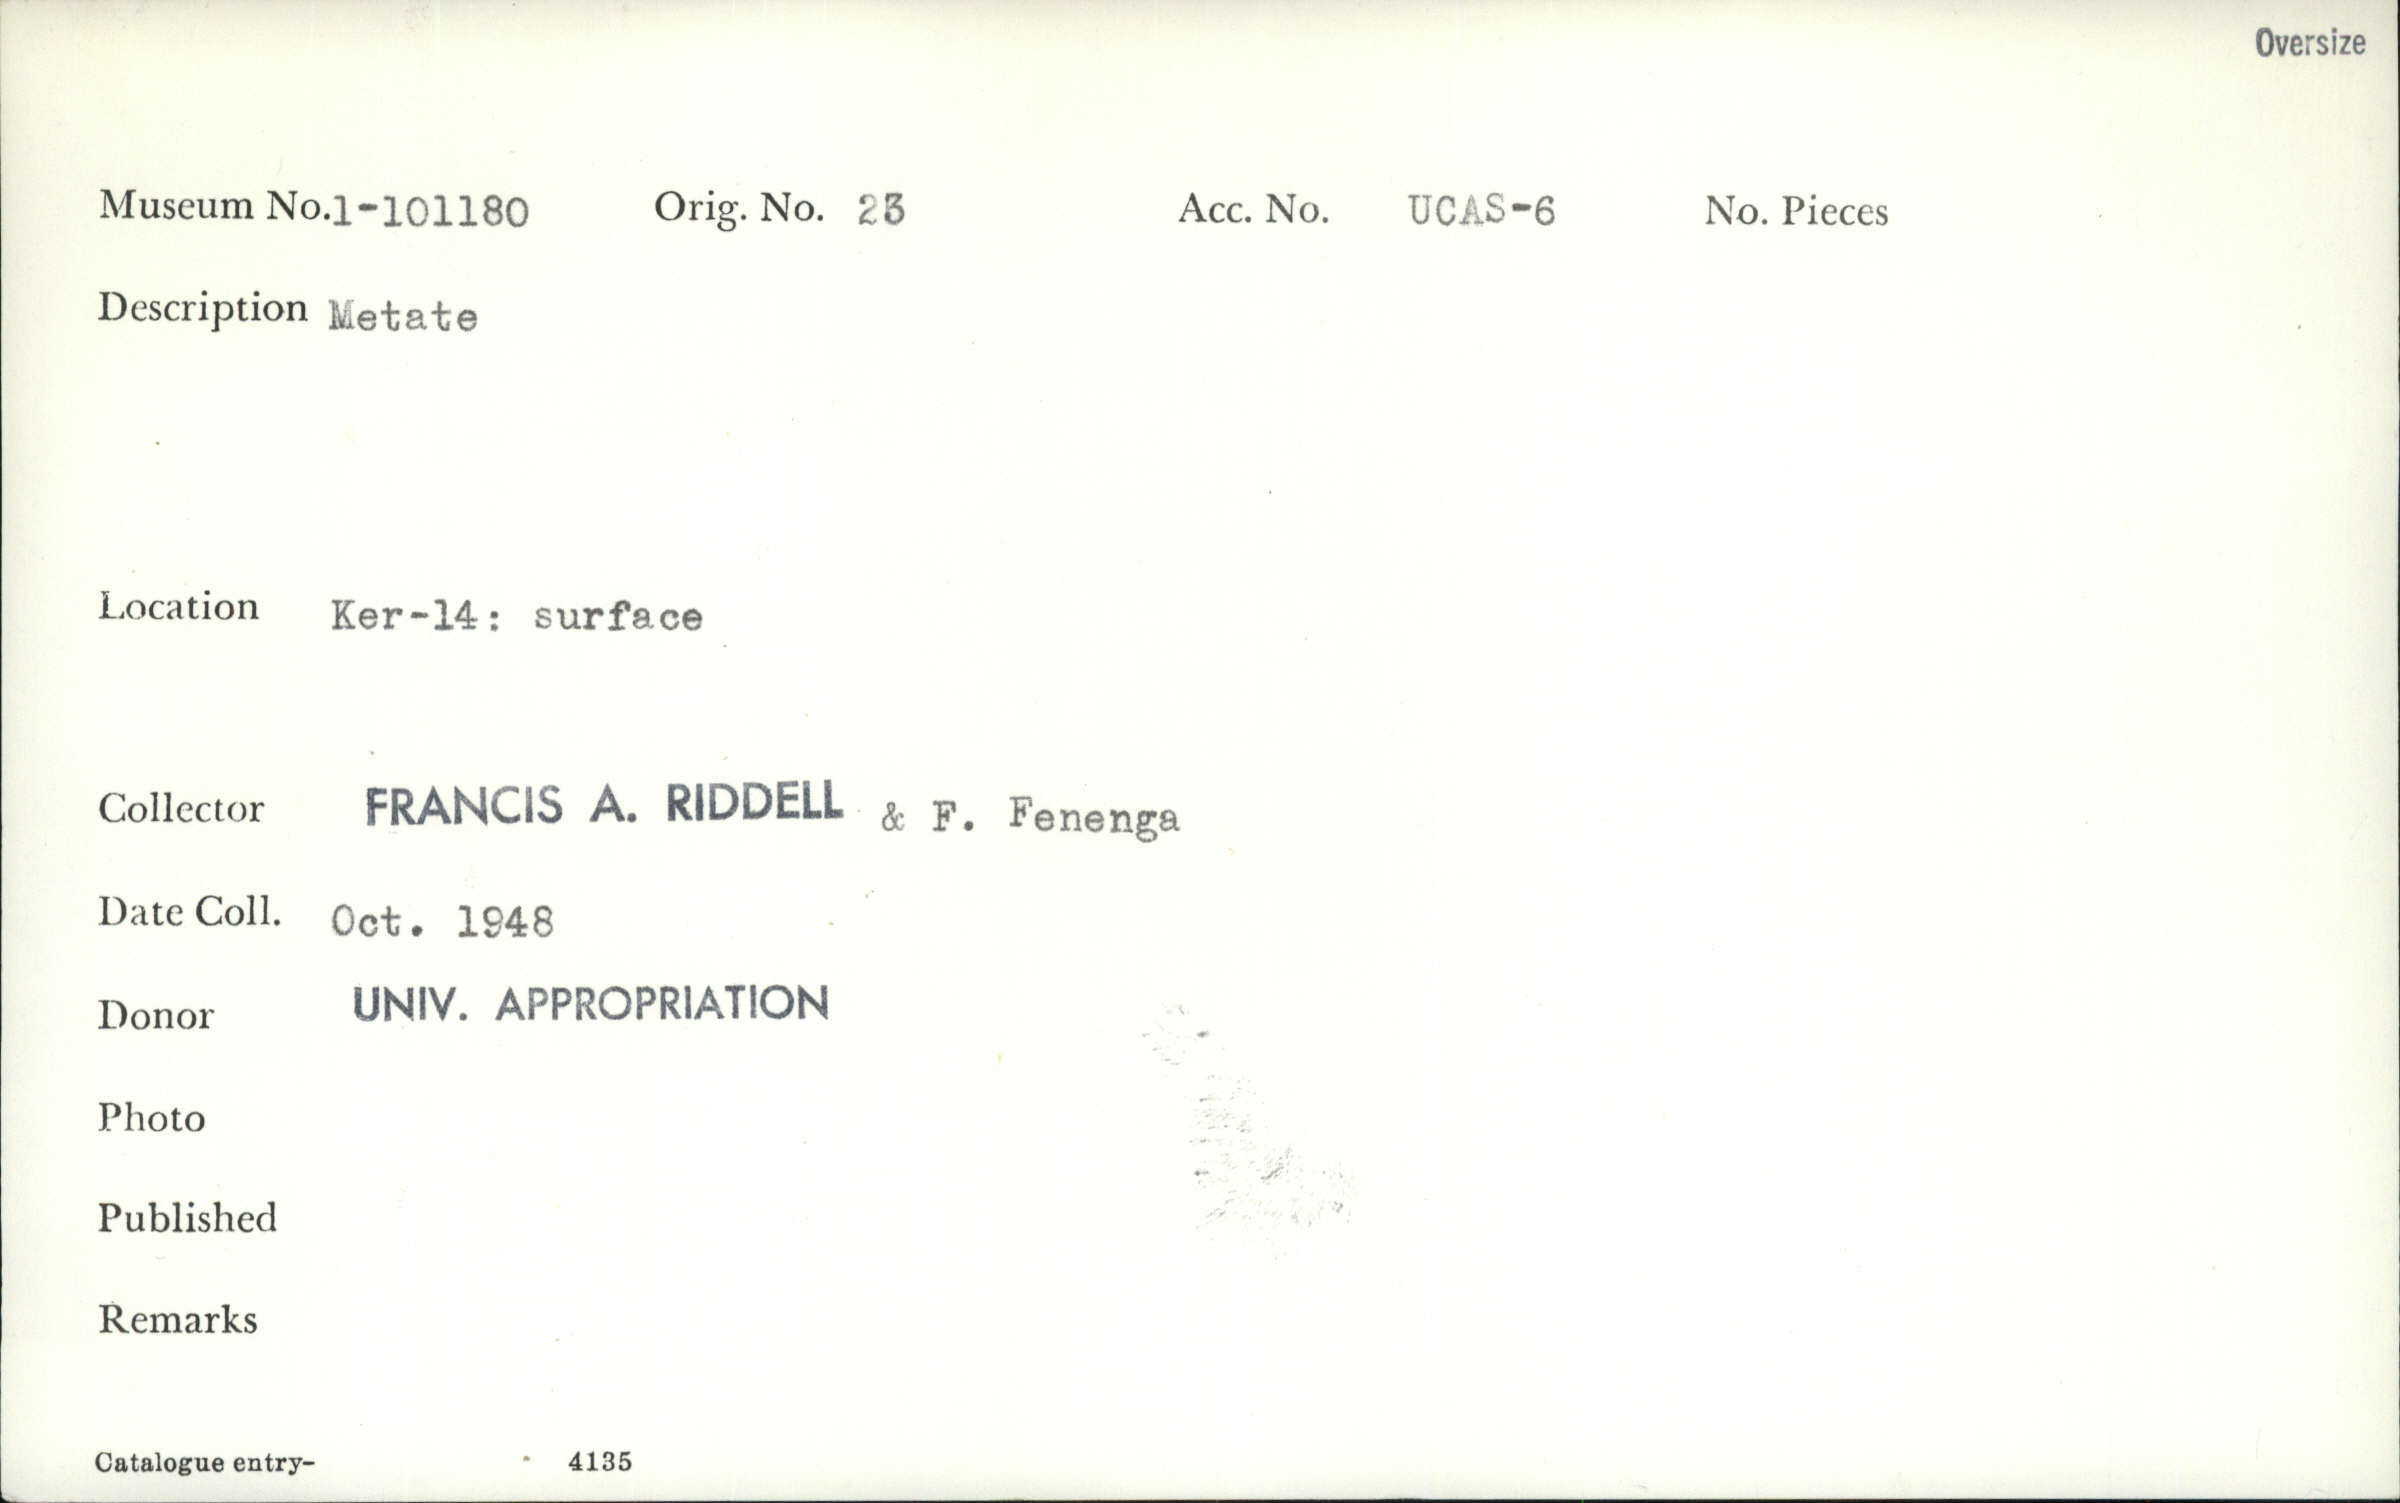 Oversize
Museum No. 1-101180 Orig. No. 23 Acc. No. UCAS-6 No. Pieces
Description Metate
Location Ker-14: surface
Collector FRANCIS A. RIDDELL & F. Fenenga
Date Coll. Oct. 1948
Donor UNIV. APPROPRIATION
Photo
Published
Remarks
Catalogue entry- 4135